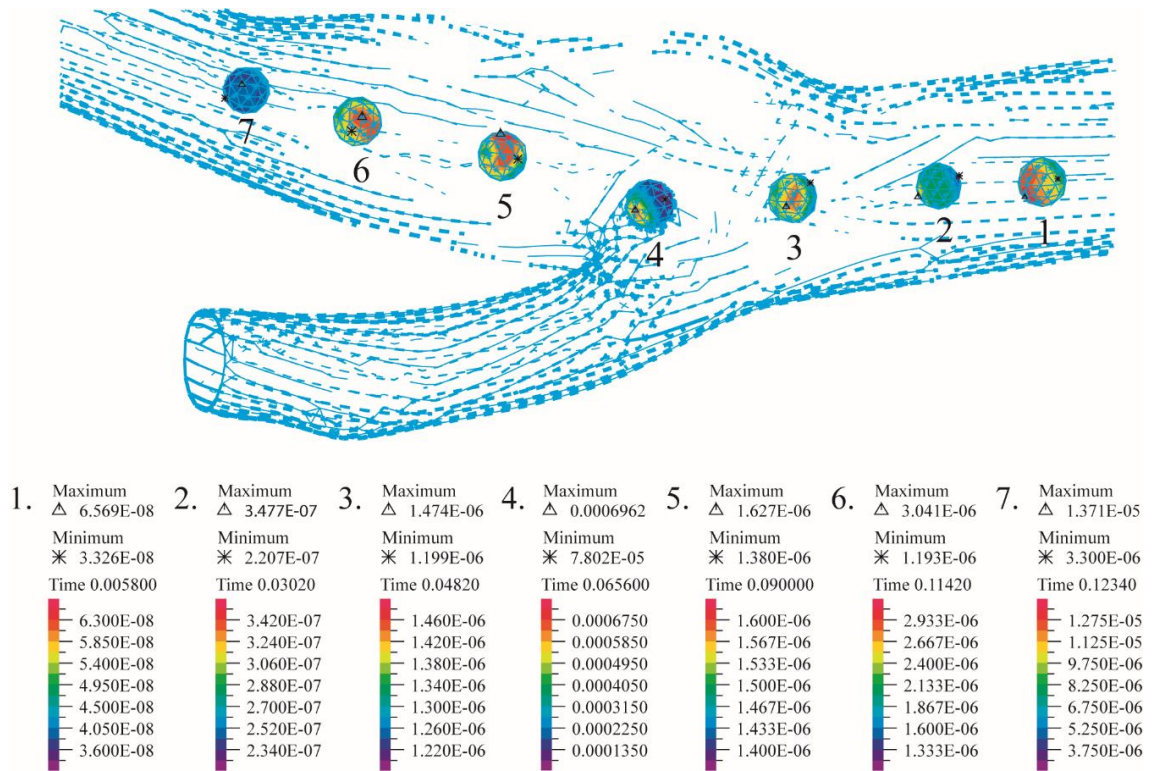 7
6
5
4
3
2
1
1. Maximum 2. Maximum 3. Maximum 4. Maximum 5. Maximum 6. Maximum 7. Maximum
6.569E-08 3.477E-07 1.474E-06 0.0006962 1.627E-06 3.041E-06 1.371E-05
Minimum Minimum Minimum Minimum Minimum Minimum Minimum
3.326E-08 2.207E-07 1.199E-06 7.802E-05 1.380E-06 1.193E-06 3.300E-06
Time 0.005800 Time 0.03020 Time 0.04820 Time 0.065600 Time 0.090000 Time 0.11420 Time 0.12340
6.300E-08 3.420E-07 1.460E-06 0.0006750 1.600E-06 2.933E-06 1.275E-05
5.850E-08 3.240E-07 1.420E-06 0.0005850 1.567E-06 2.667E-06 1.125E-05
5.400E-08 3.060E-07 1.380E-06 0.0004950 1.533E-06 2.400E-06 9.750E-06
4.950E-08 2.880E-07 1.340E-06 0.0004050 1.500E-06 2.133E-06 8.250E-06
4.500E-08 2.700E-07 1.300E-06 0.0003150 1.467E-06 1.867E-06 6.750E-06
4.050E-08 2.520E-07 1.260E-06 0.0002250 1.433E-06 1.600E-06 5.250E-06
3.600E-08 2.340E-07 1.220E-06 0.0001350 1.400E-06 1.333E-06 3.750E-06